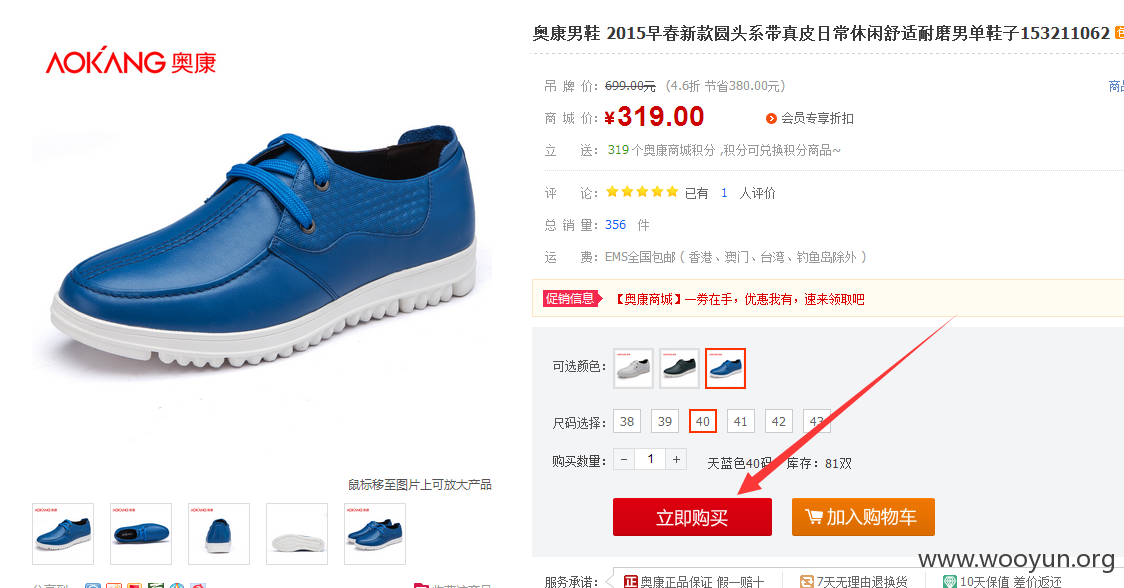 AOKANG 奥康
奥康男鞋 2015早春新款圆头系带真皮日常休闲舒适耐磨男单鞋子153211062
吊 牌 价: 699.00元 (4.6折 节省380.00元)
商 城 价: ¥319.00 会员专享折扣
立 送: 319个奥康商城积分 ,积分可兑换积分商品~
评 论: 已有 1 人评价
总 销 量: 356 件
运 费: EMS全国包邮 ( 香港、澳门、台湾、钓鱼岛除外 )
促销信息 【奥康商城】一劵在手，优惠我有，速来领取吧
可选颜色:
尺码选择: 38 39 40 41 42 43
购买数量: − 1 + 天蓝色40码 库存: 81双
鼠标移至图片上可放大产品
立即购买 加入购物车
www.wooyun.org
服务承诺: 正 奥康正品保证 假一赔十 7天无理由退换货 10天保值 差价返还